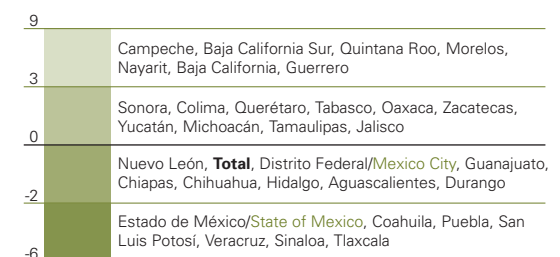 9
Campeche, Baja California Sur, Quintana Roo, Morelos,
Nayarit, Baja California, Guerrero
3
Sonora, Colima, Querétaro, Tabasco, Oaxaca, Zacatecas,
Yucatán, Michoacán, Tamaulipas, Jalisco
0
Nuevo León, Total, Distrito Federal/Mexico City, Guanajuato,
Chiapas, Chihuahua, Hidalgo, Aguascalientes, Durango
-2
Estado de México/State of Mexico, Coahuila, Puebla, San
Luis Potosí, Veracruz, Sinaloa, Tlaxcala
-6